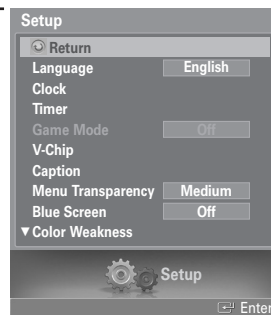 Setup
Return
Language English
Clock
Timer
Game Mode Off
V-Chip
Caption
Menu Transparency Medium
Blue Screen Off
▼ Color Weakness
Setup
Enter